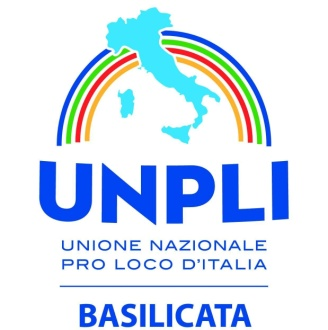 UNPLI
UNIONE NAZIONALE
PRO LOCO D'ITALIA
BASILICATA